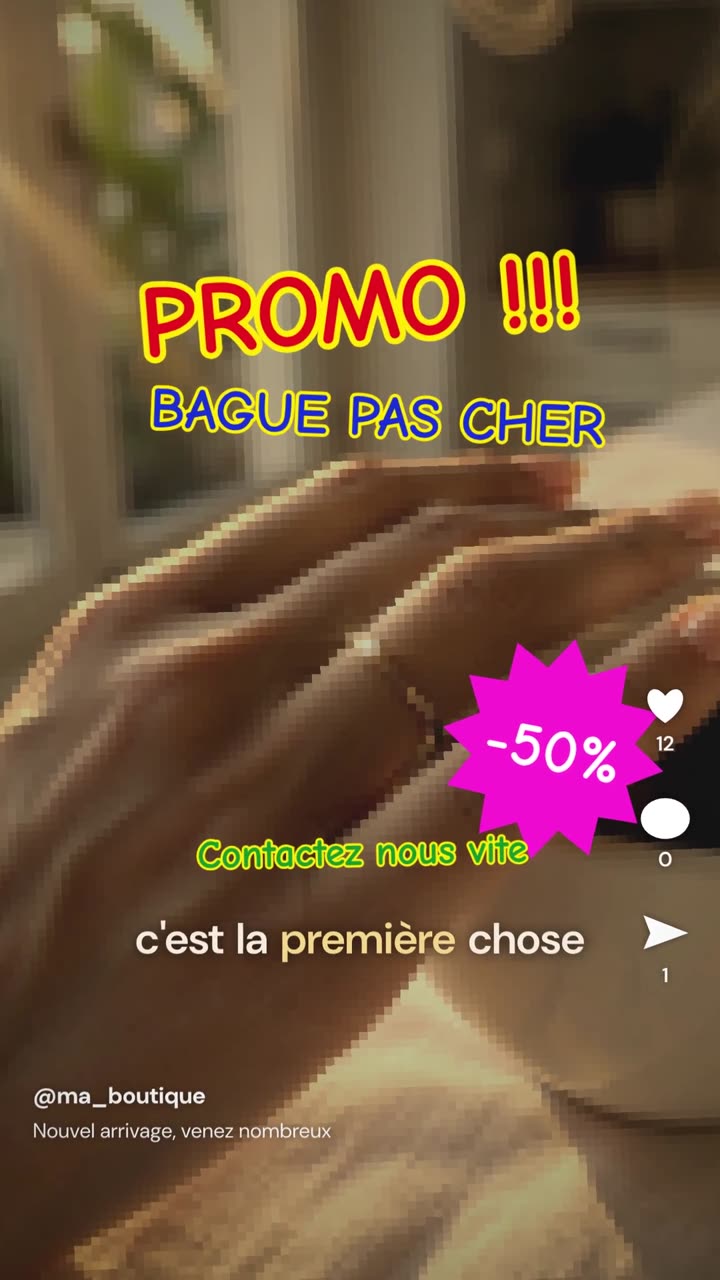 PROMO !!!
BAGUE PAS CHER
-50%
12
0
Contactez nous vite
c'est la première chose
1
@ma_boutique
Nouvel arrivage, venez nombreux